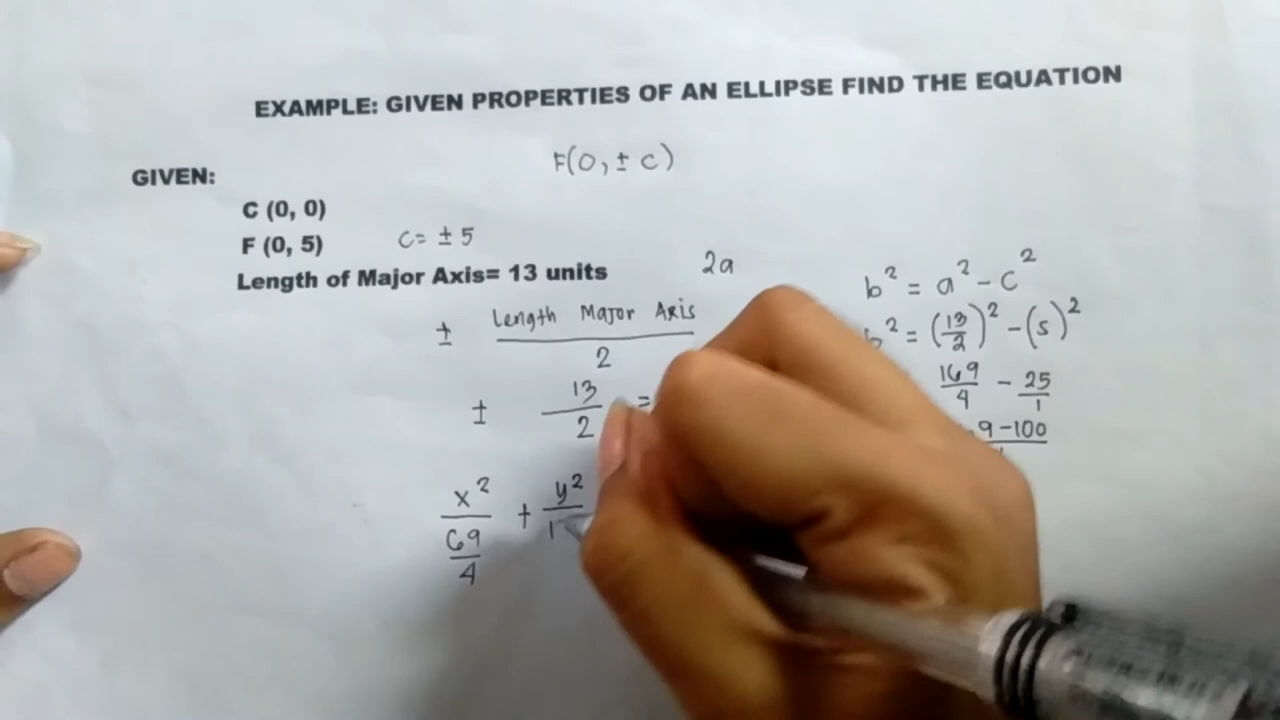 EXAMPLE: GIVEN PROPERTIES OF AN ELLIPSE FIND THE EQUATION
F(0, ± c)
GIVEN:
C (0, 0)
F (0, 5) c= ± 5
Length of Major Axis= 13 units 2a
± Length Major Axis
2
± 13 =
2
x² + y²
69
4
b² = a² - c²
b² = (13/2)² - (5)²
169/4 - 25/1
9 - 100